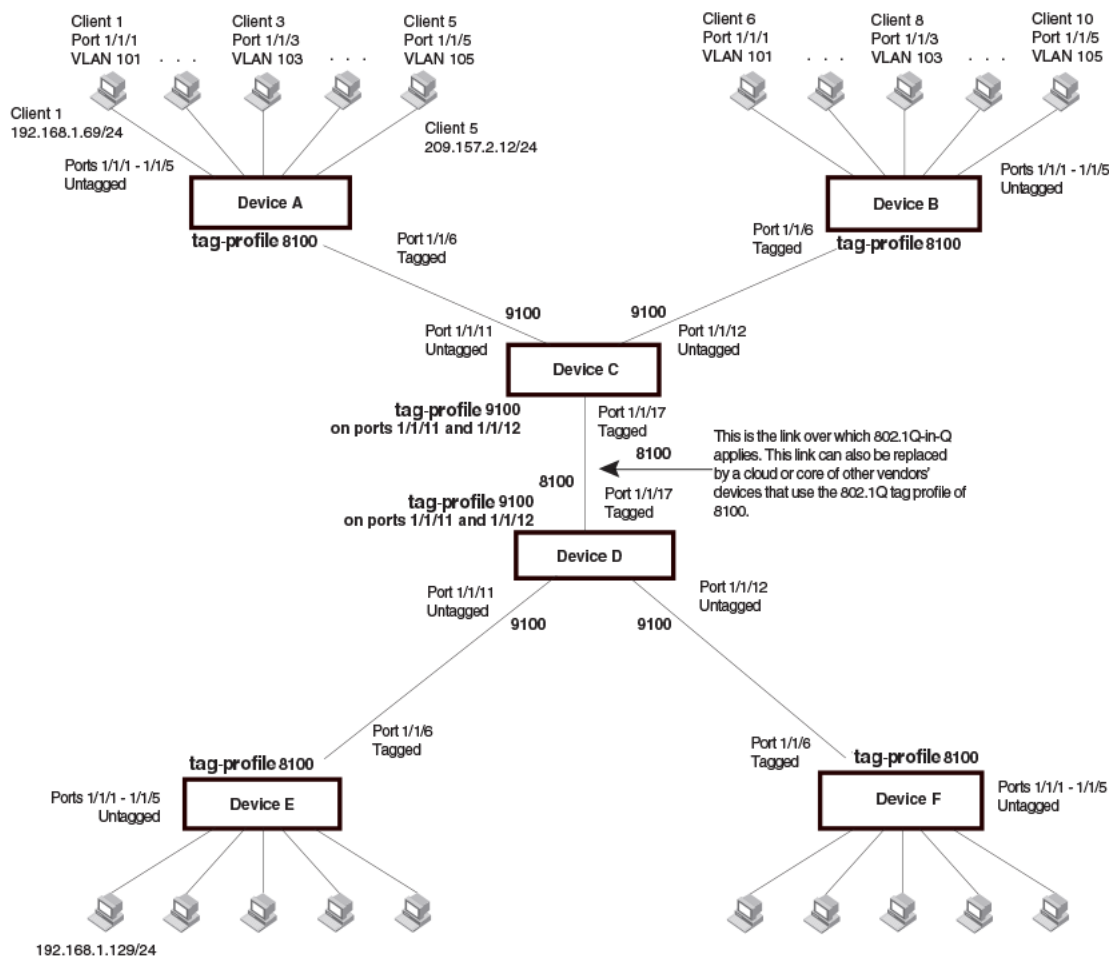 Client 1
Port 1/1/1
VLAN 101
. . .
Client 3
Port 1/1/3
VLAN 103
. . .
Client 5
Port 1/1/5
VLAN 105
Client 6
Port 1/1/1
VLAN 101
. . .
Client 8
Port 1/1/3
VLAN 103
. . .
Client 10
Port 1/1/5
VLAN 105
Client 1
192.168.1.69/24
Client 5
209.157.2.12/24
Ports 1/1/1 - 1/1/5
Untagged
Ports 1/1/1 - 1/1/5
Untagged
Device A
Device B
tag-profile 8100
Port 1/1/6
Tagged
Port 1/1/6
Tagged
tag-profile 8100
9100
9100
Port 1/1/11
Untagged
Port 1/1/12
Untagged
Device C
tag-profile 9100
on ports 1/1/11 and 1/1/12
Port 1/1/17
Tagged
8100
This is the link over which 802.1Q-in-Q
applies. This link can also be replaced
by a cloud or core of other vendors'
devices that use the 802.1Q tag profile of
8100.
8100
tag-profile 9100
on ports 1/1/11 and 1/1/12
Port 1/1/17
Tagged
Device D
Port 1/1/11
Untagged
Port 1/1/12
Untagged
9100
9100
Port 1/1/6
Tagged
Port 1/1/6
Tagged
tag-profile 8100
tag-profile 8100
Ports 1/1/1 - 1/1/5
Untagged
Device E
Device F
Ports 1/1/1 - 1/1/5
Untagged
192.168.1.129/24